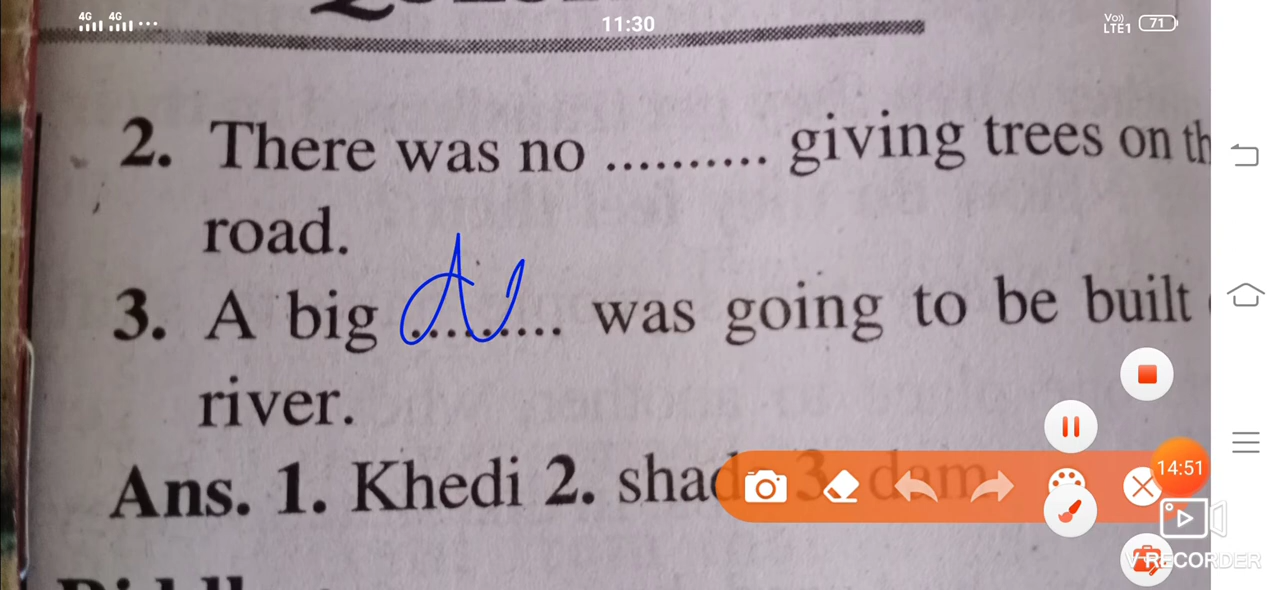 4G 4G 11:30 Vo)) LTE1 71
2. There was no .......... giving trees on th
road.
3. A big .......... was going to be built
river.
Ans. 1. Khedi 2. shad 3. dam
14:51
V RECORDER